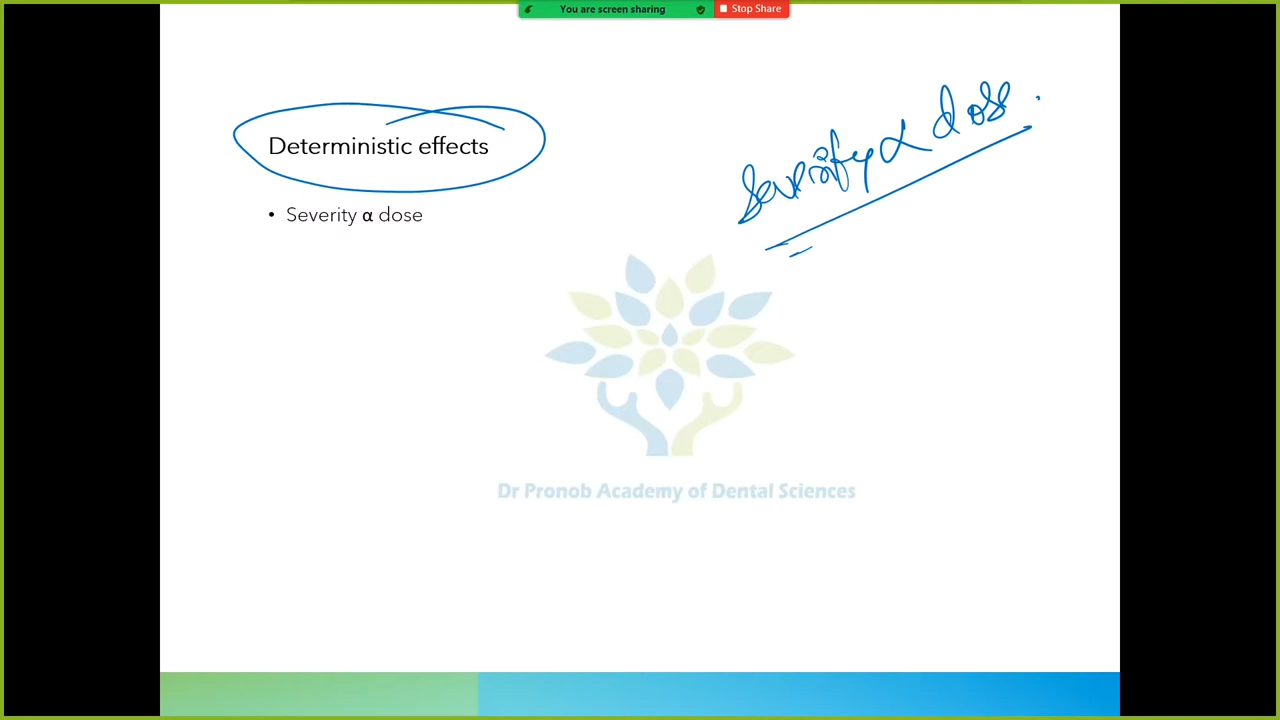 You are screen sharing Stop Share
Deterministic effects
• Severity α dose
Severity α dose.
Dr Pronob Academy of Dental Sciences